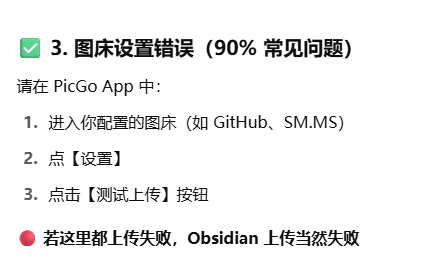 ✅ 3. 图床设置错误（90% 常见问题）
请在 PicGo App 中：
1. 进入你配置的图床（如 GitHub、SM.MS）
2. 点【设置】
3. 点击【测试上传】按钮
🔴 若这里都上传失败，Obsidian 上传当然失败